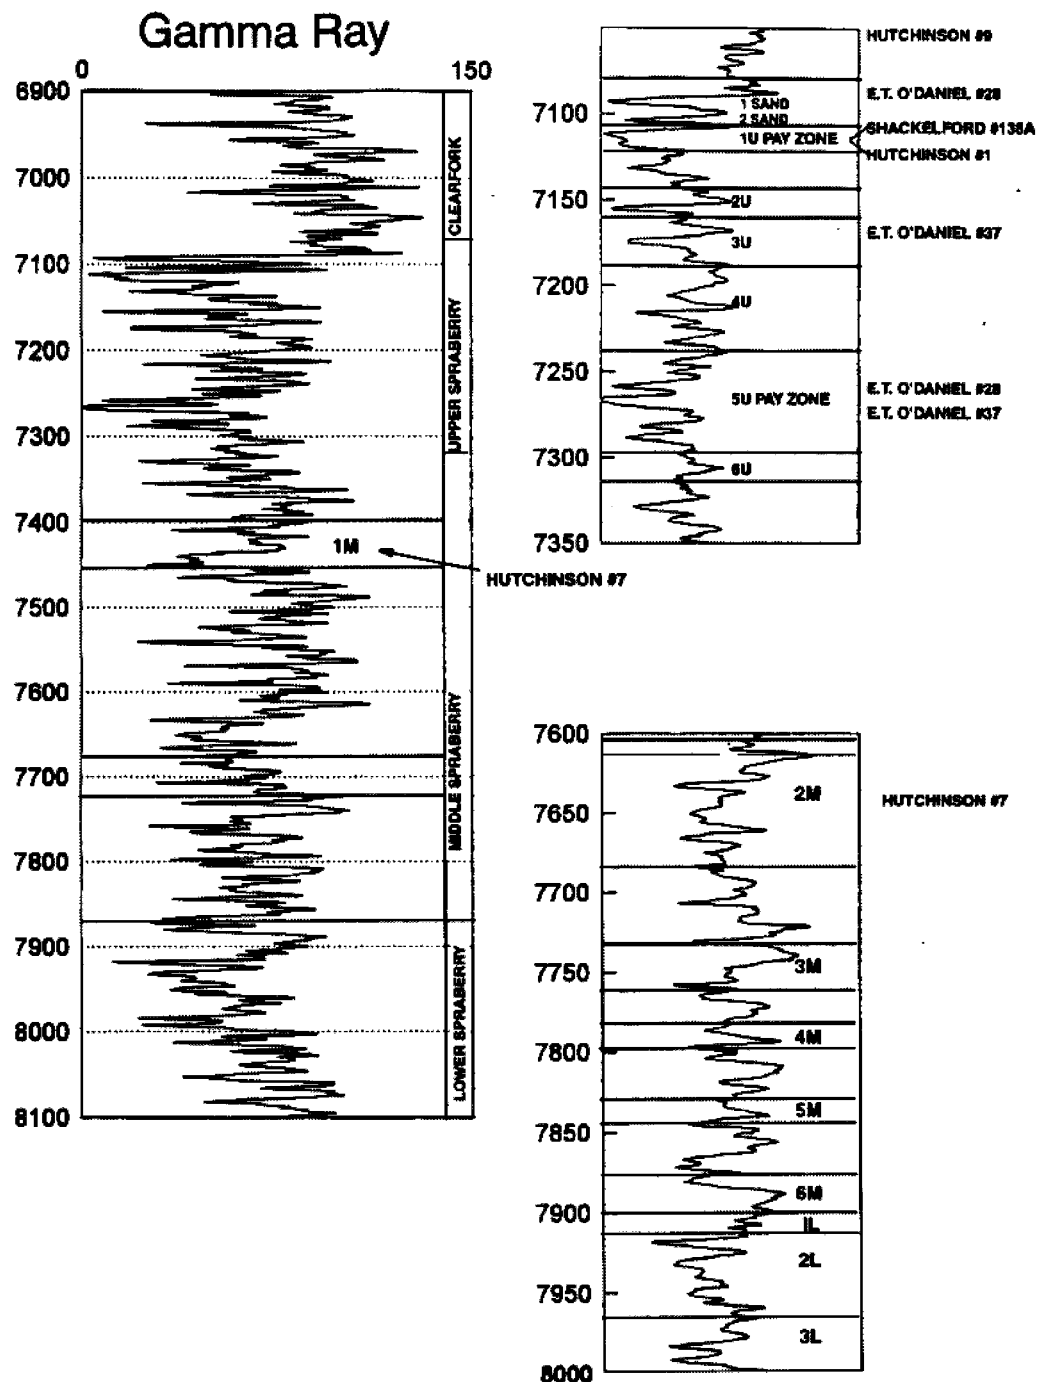 Gamma Ray
0 150
6900
7000
7100
7200
7300
7400
7500
7600
7700
7800
7900
8000
8100
CLEARFORK
UPPER SPRABERRY
MIDDLE SPRABERRY
LOWER SPRABERRY
1M
HUTCHINSON #7
7100
7150
7200
7250
7300
7350
1 SAND
2 SAND
1U PAY ZONE
2U
3U
4U
5U PAY ZONE
6U
HUTCHINSON #9
E.T. O'DANIEL #28
SHACKELFORD #138A
HUTCHINSON #1
E.T. O'DANIEL #37
E.T. O'DANIEL #28
E.T. O'DANIEL #37
7600
7650
7700
7750
7800
7850
7900
7950
8000
2M
3M
4M
5M
6M
IL
2L
3L
HUTCHINSON #7